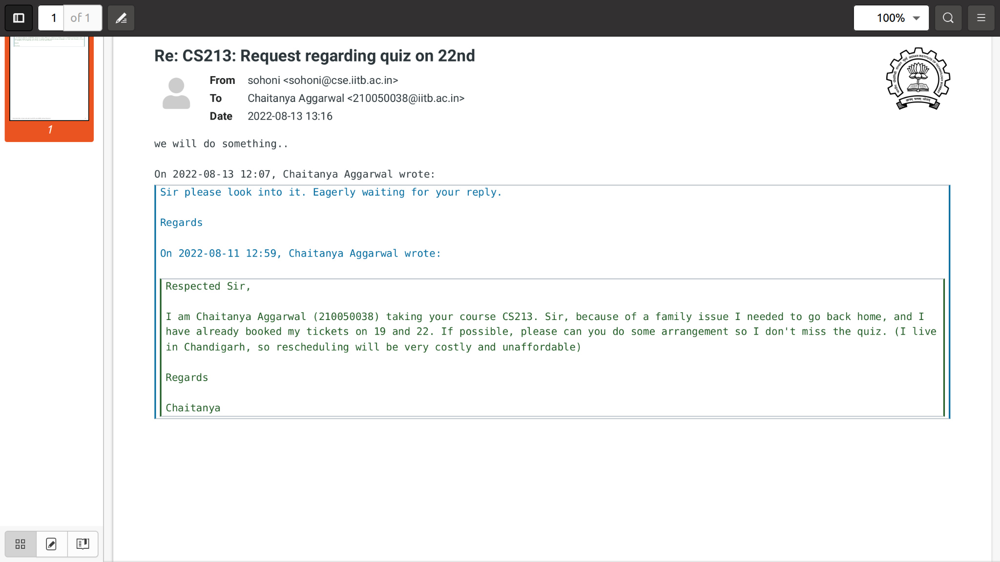 1 of 1
100%
Re: CS213: Request regarding quiz on 22nd
From sohoni <sohoni@cse.iitb.ac.in>
To Chaitanya Aggarwal <210050038@iitb.ac.in>
Date 2022-08-13 13:16
INDIAN INSTITUTE OF TECHNOLOGY BOMBAY
ज्ञानम् परमम् ध्येयम्
1
we will do something..
On 2022-08-13 12:07, Chaitanya Aggarwal wrote:
Sir please look into it. Eagerly waiting for your reply.
Regards
On 2022-08-11 12:59, Chaitanya Aggarwal wrote:
Respected Sir,
I am Chaitanya Aggarwal (210050038) taking your course CS213. Sir, because of a family issue I needed to go back home, and I
have already booked my tickets on 19 and 22. If possible, please can you do some arrangement so I don't miss the quiz. (I live
in Chandigarh, so rescheduling will be very costly and unaffordable)
Regards
Chaitanya